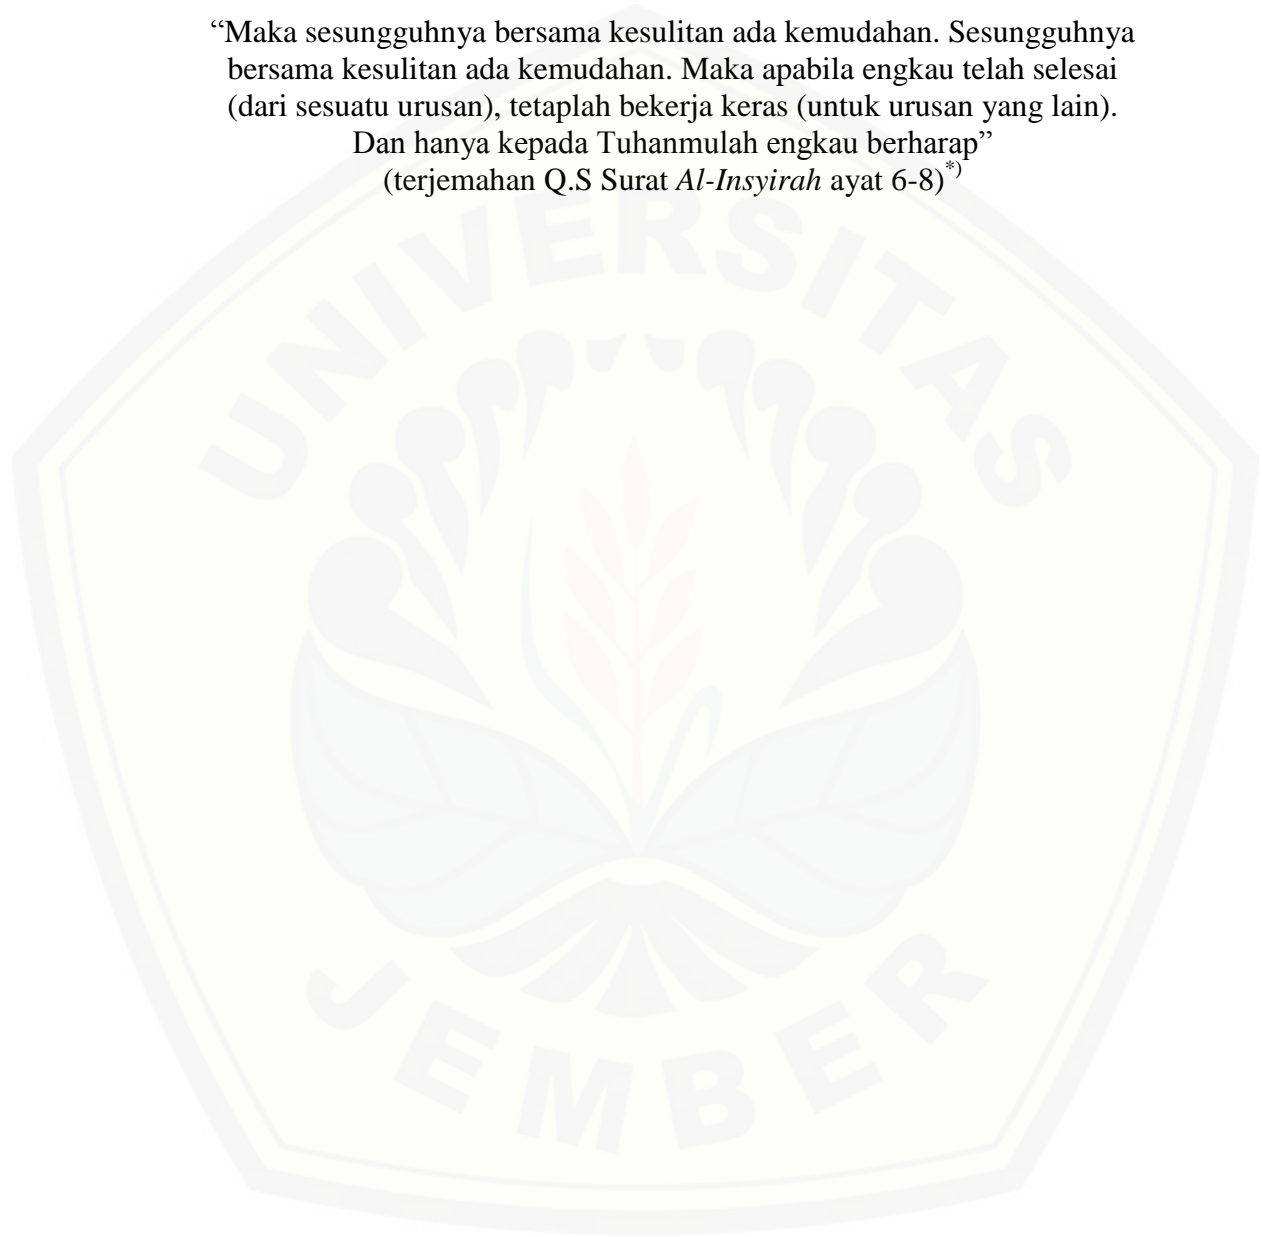 “Maka sesungguhnya bersama kesulitan ada kemudahan. Sesungguhnya
bersama kesulitan ada kemudahan. Maka apabila engkau telah selesai
(dari sesuatu urusan), tetaplah bekerja keras (untuk urusan yang lain).
Dan hanya kepada Tuhanmulah engkau berharap”
(terjemahan Q.S Surat Al-Insyirah ayat 6-8)*)
UNIVERSITAS
JEMBER